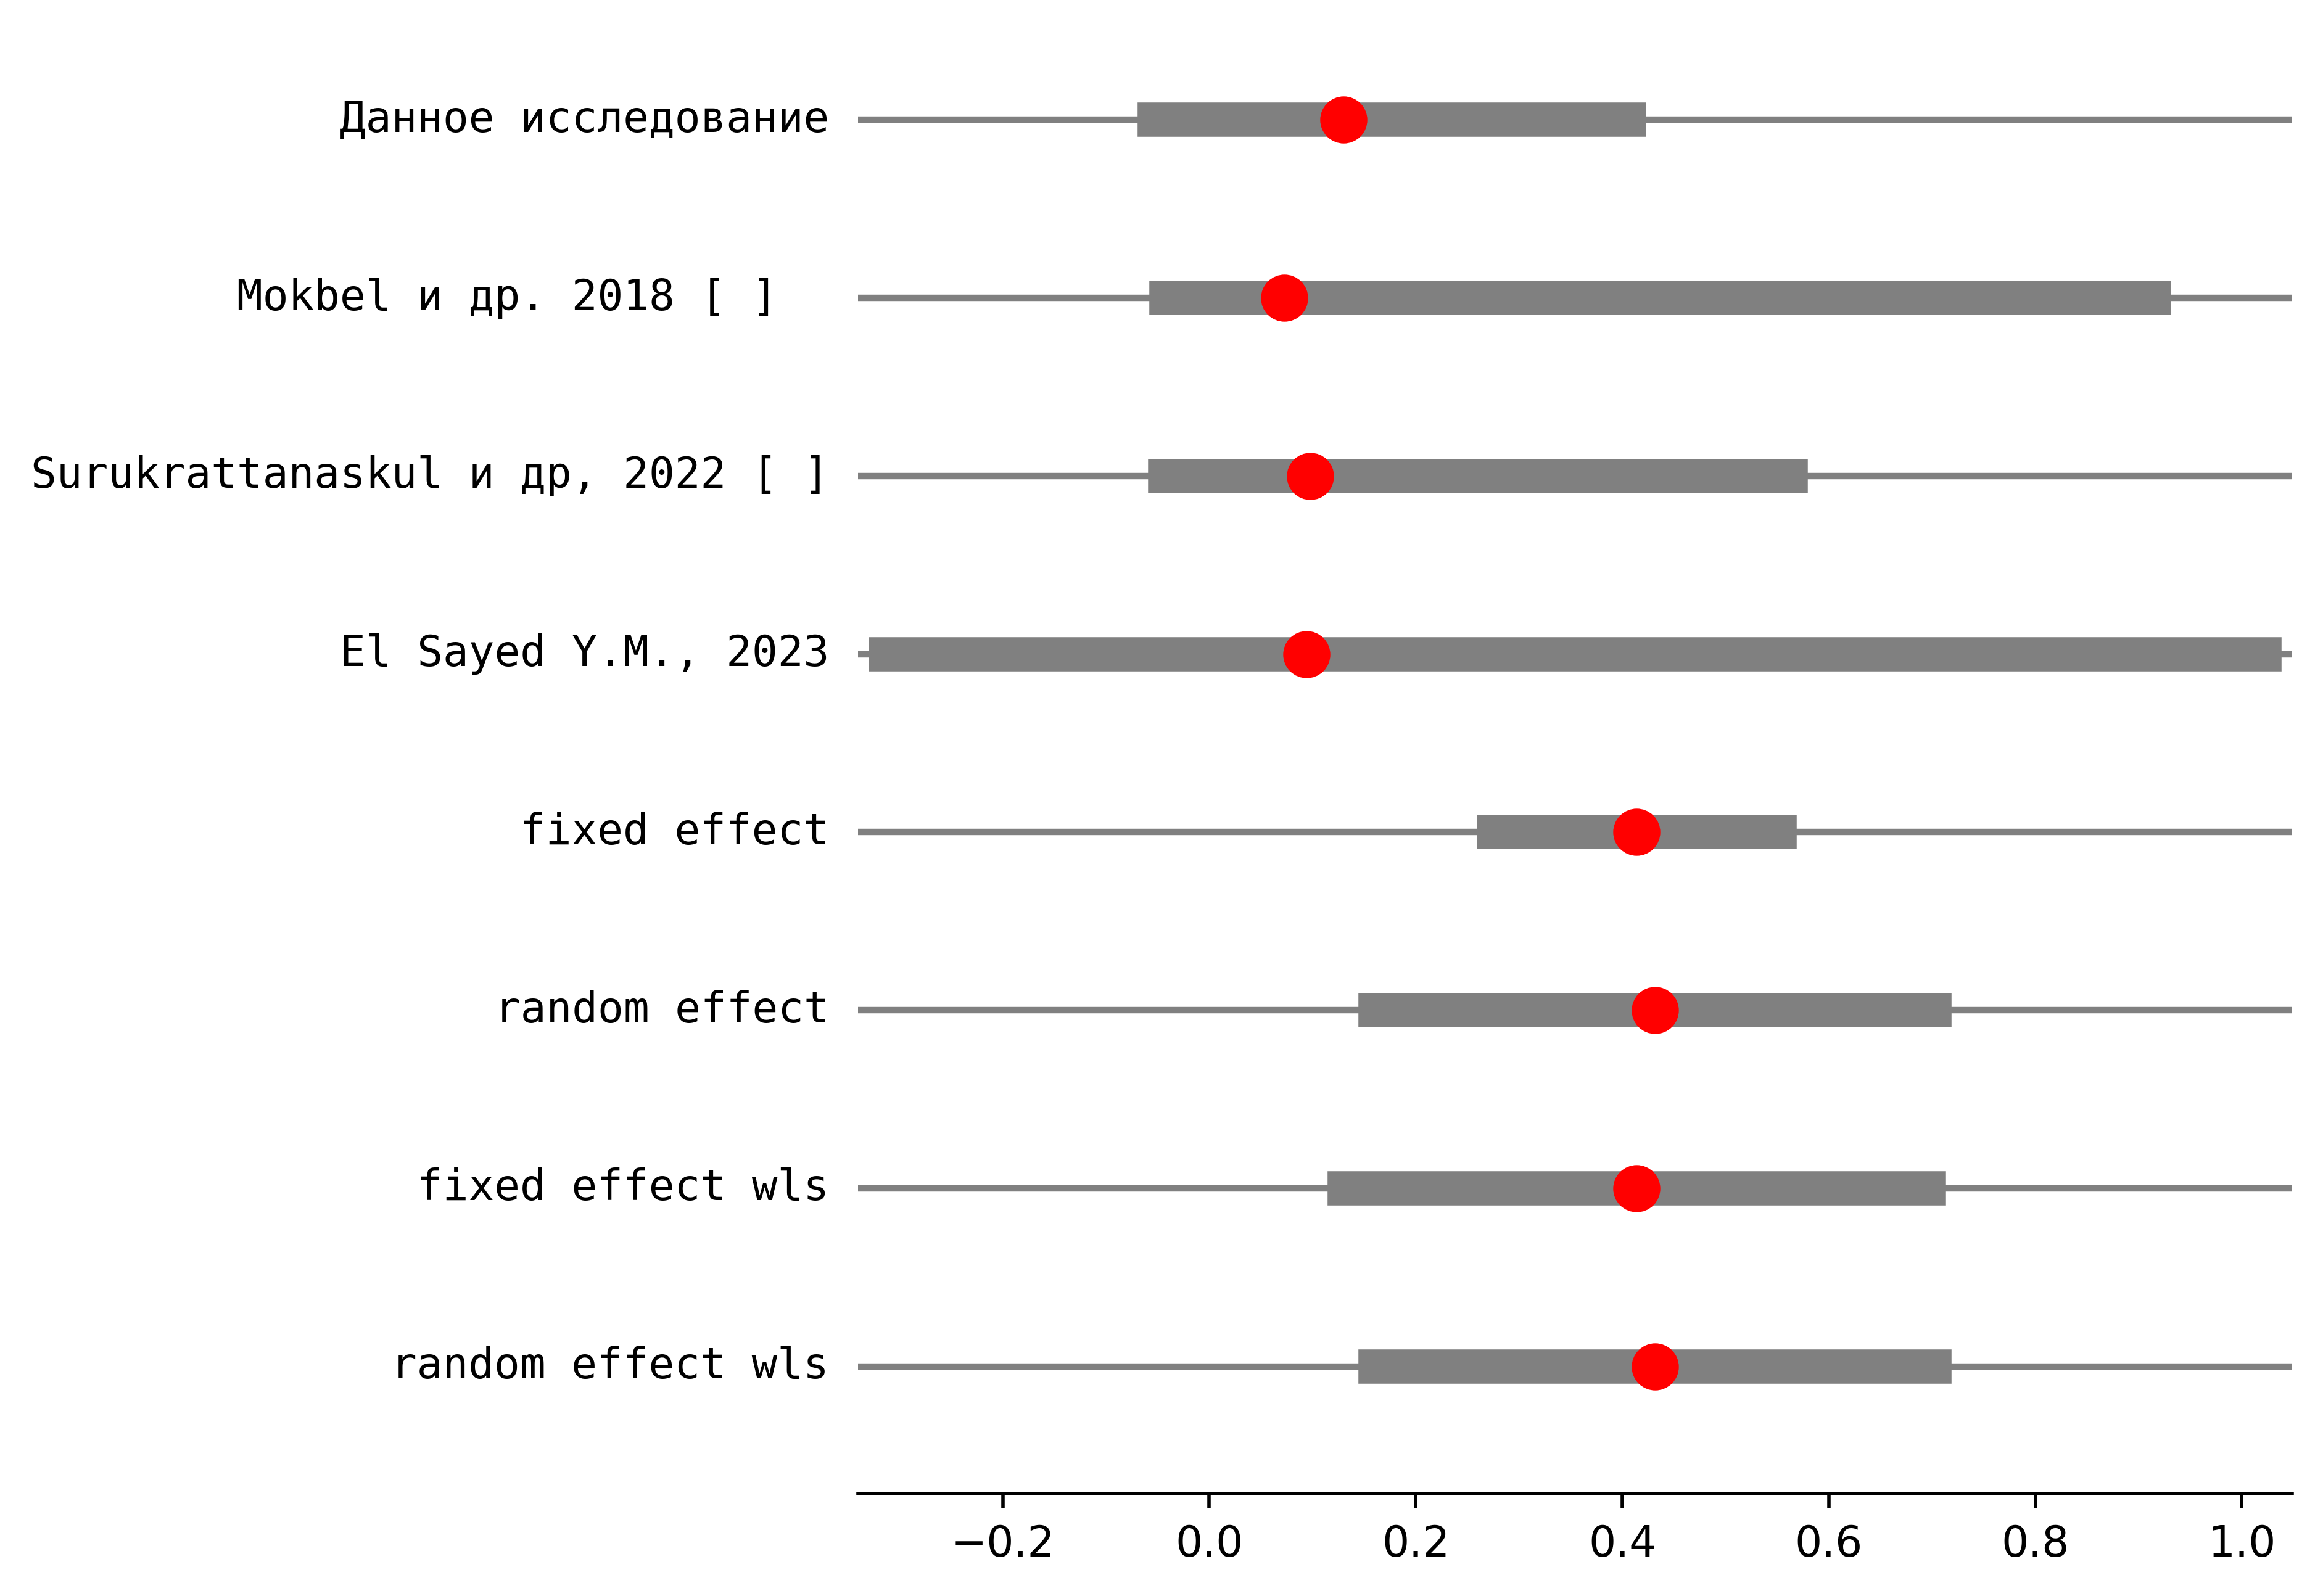 Данное исследование
Mokbel и др. 2018 [ ]
Surukrattanaskul и др, 2022 [ ]
El Sayed Y.M., 2023
fixed effect
random effect
fixed effect wls
random effect wls
−0.2 0.0 0.2 0.4 0.6 0.8 1.0